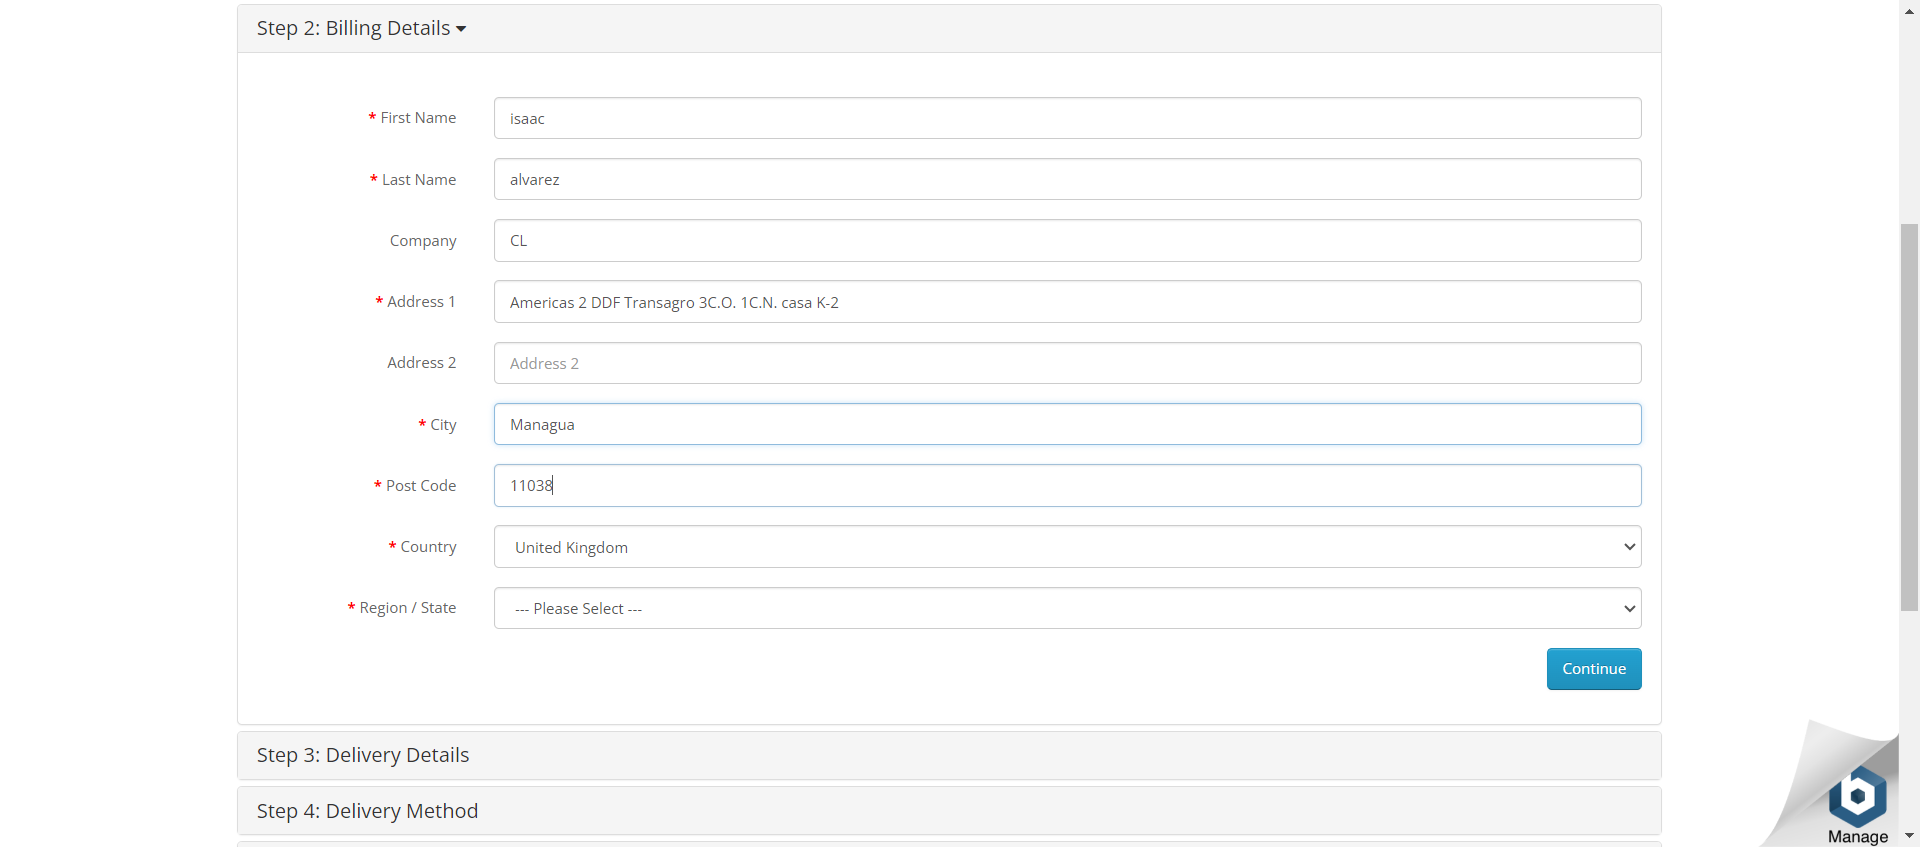 Step 2: Billing Details
* First Name
isaac
* Last Name
alvarez
Company
CL
* Address 1
Americas 2 DDF Transagro 3C.O. 1C.N. casa K-2
Address 2
Address 2
* City
Managua
* Post Code
11038
* Country
United Kingdom
* Region / State
--- Please Select ---
Continue
Step 3: Delivery Details
Step 4: Delivery Method
b
Manage